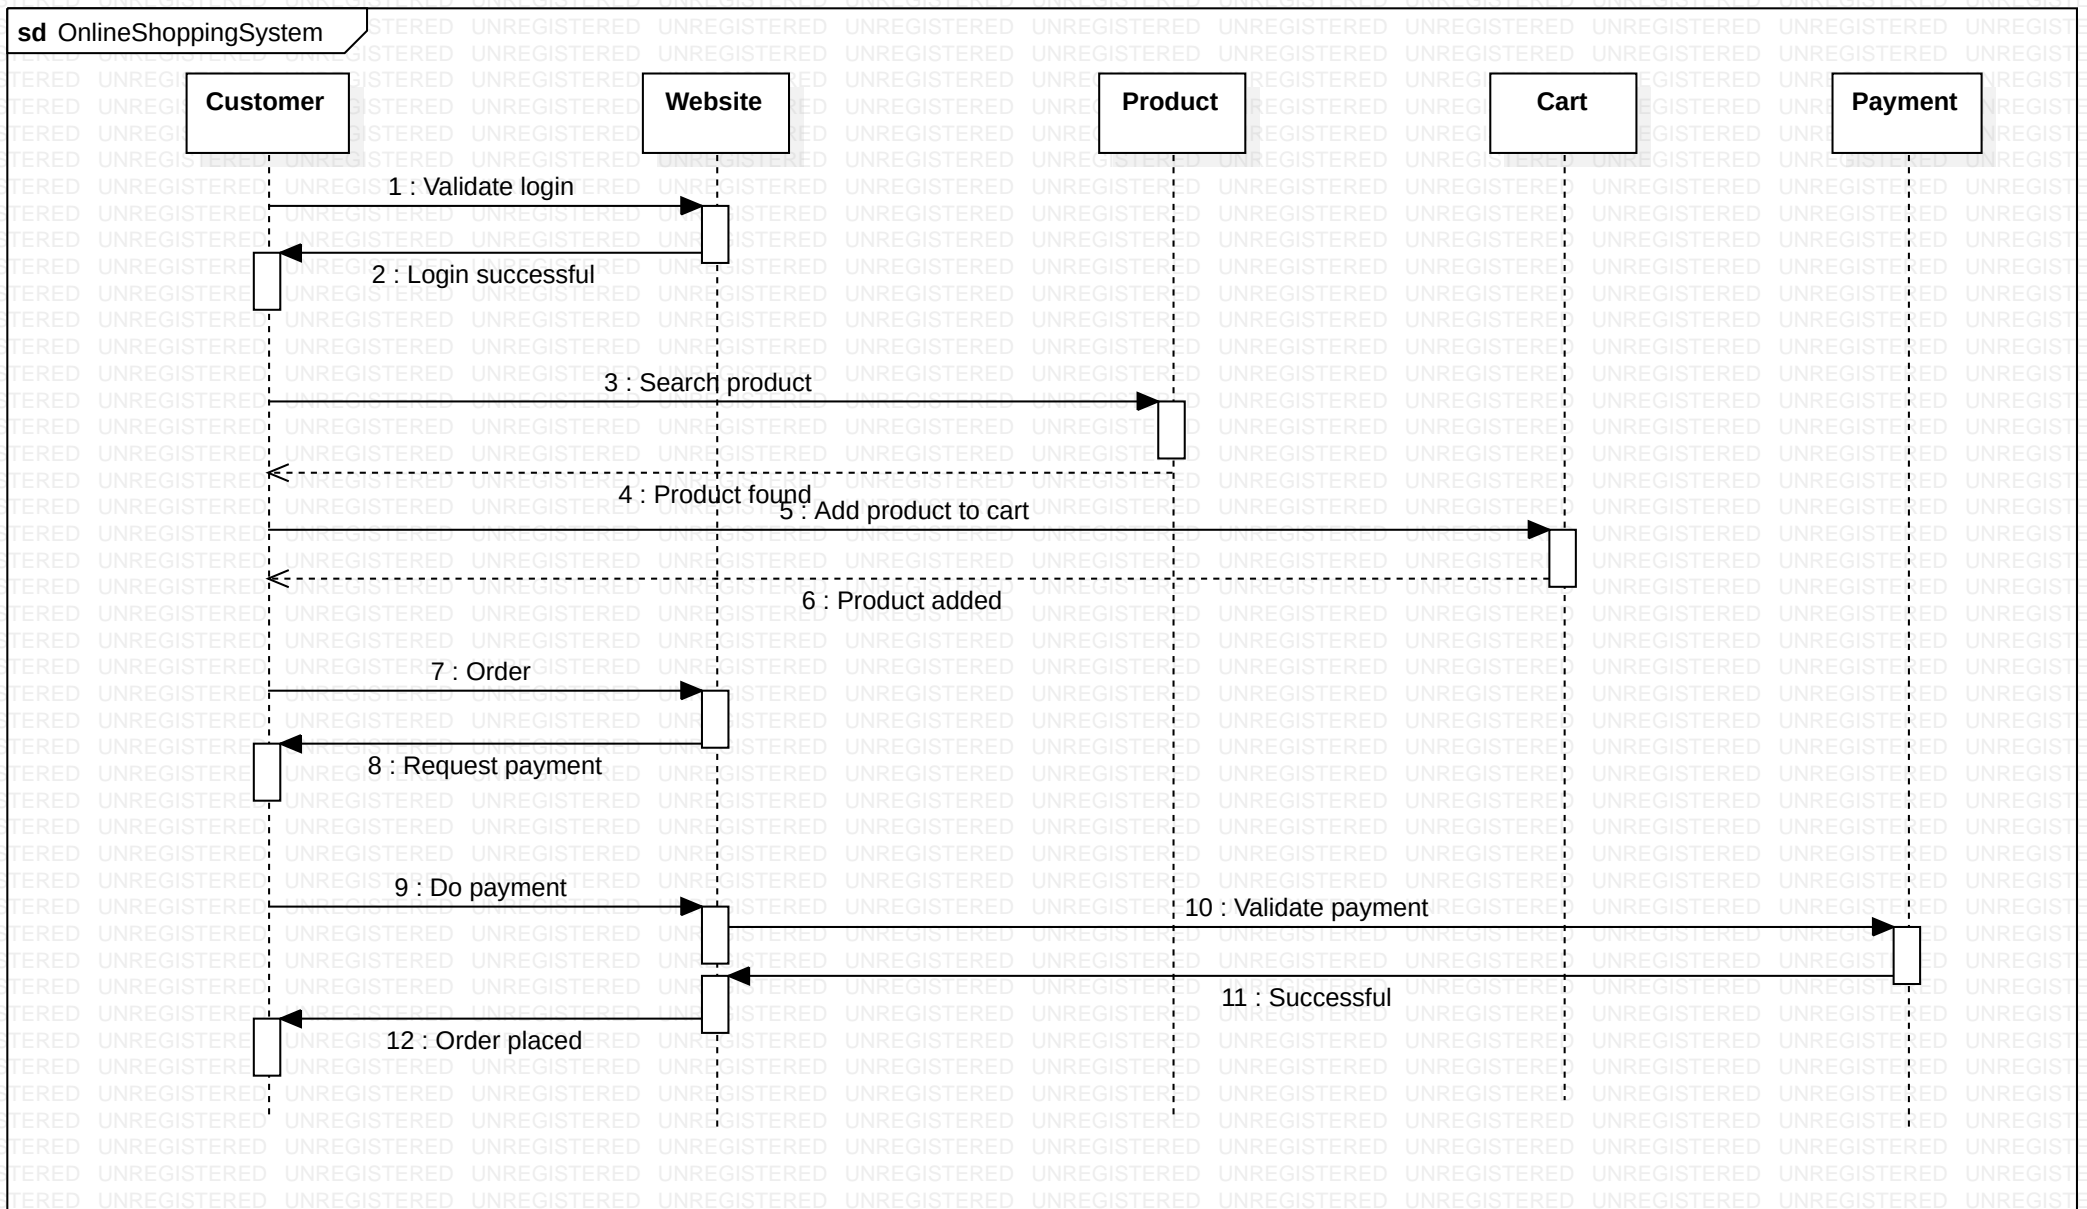 sd OnlineShoppingSystem
Customer
Website
Product
Cart
Payment
1 : Validate login
2 : Login successful
3 : Search product
4 : Product found
5 : Add product to cart
6 : Product added
7 : Order
8 : Request payment
9 : Do payment
10 : Validate payment
11 : Successful
12 : Order placed
UNREGISTERED